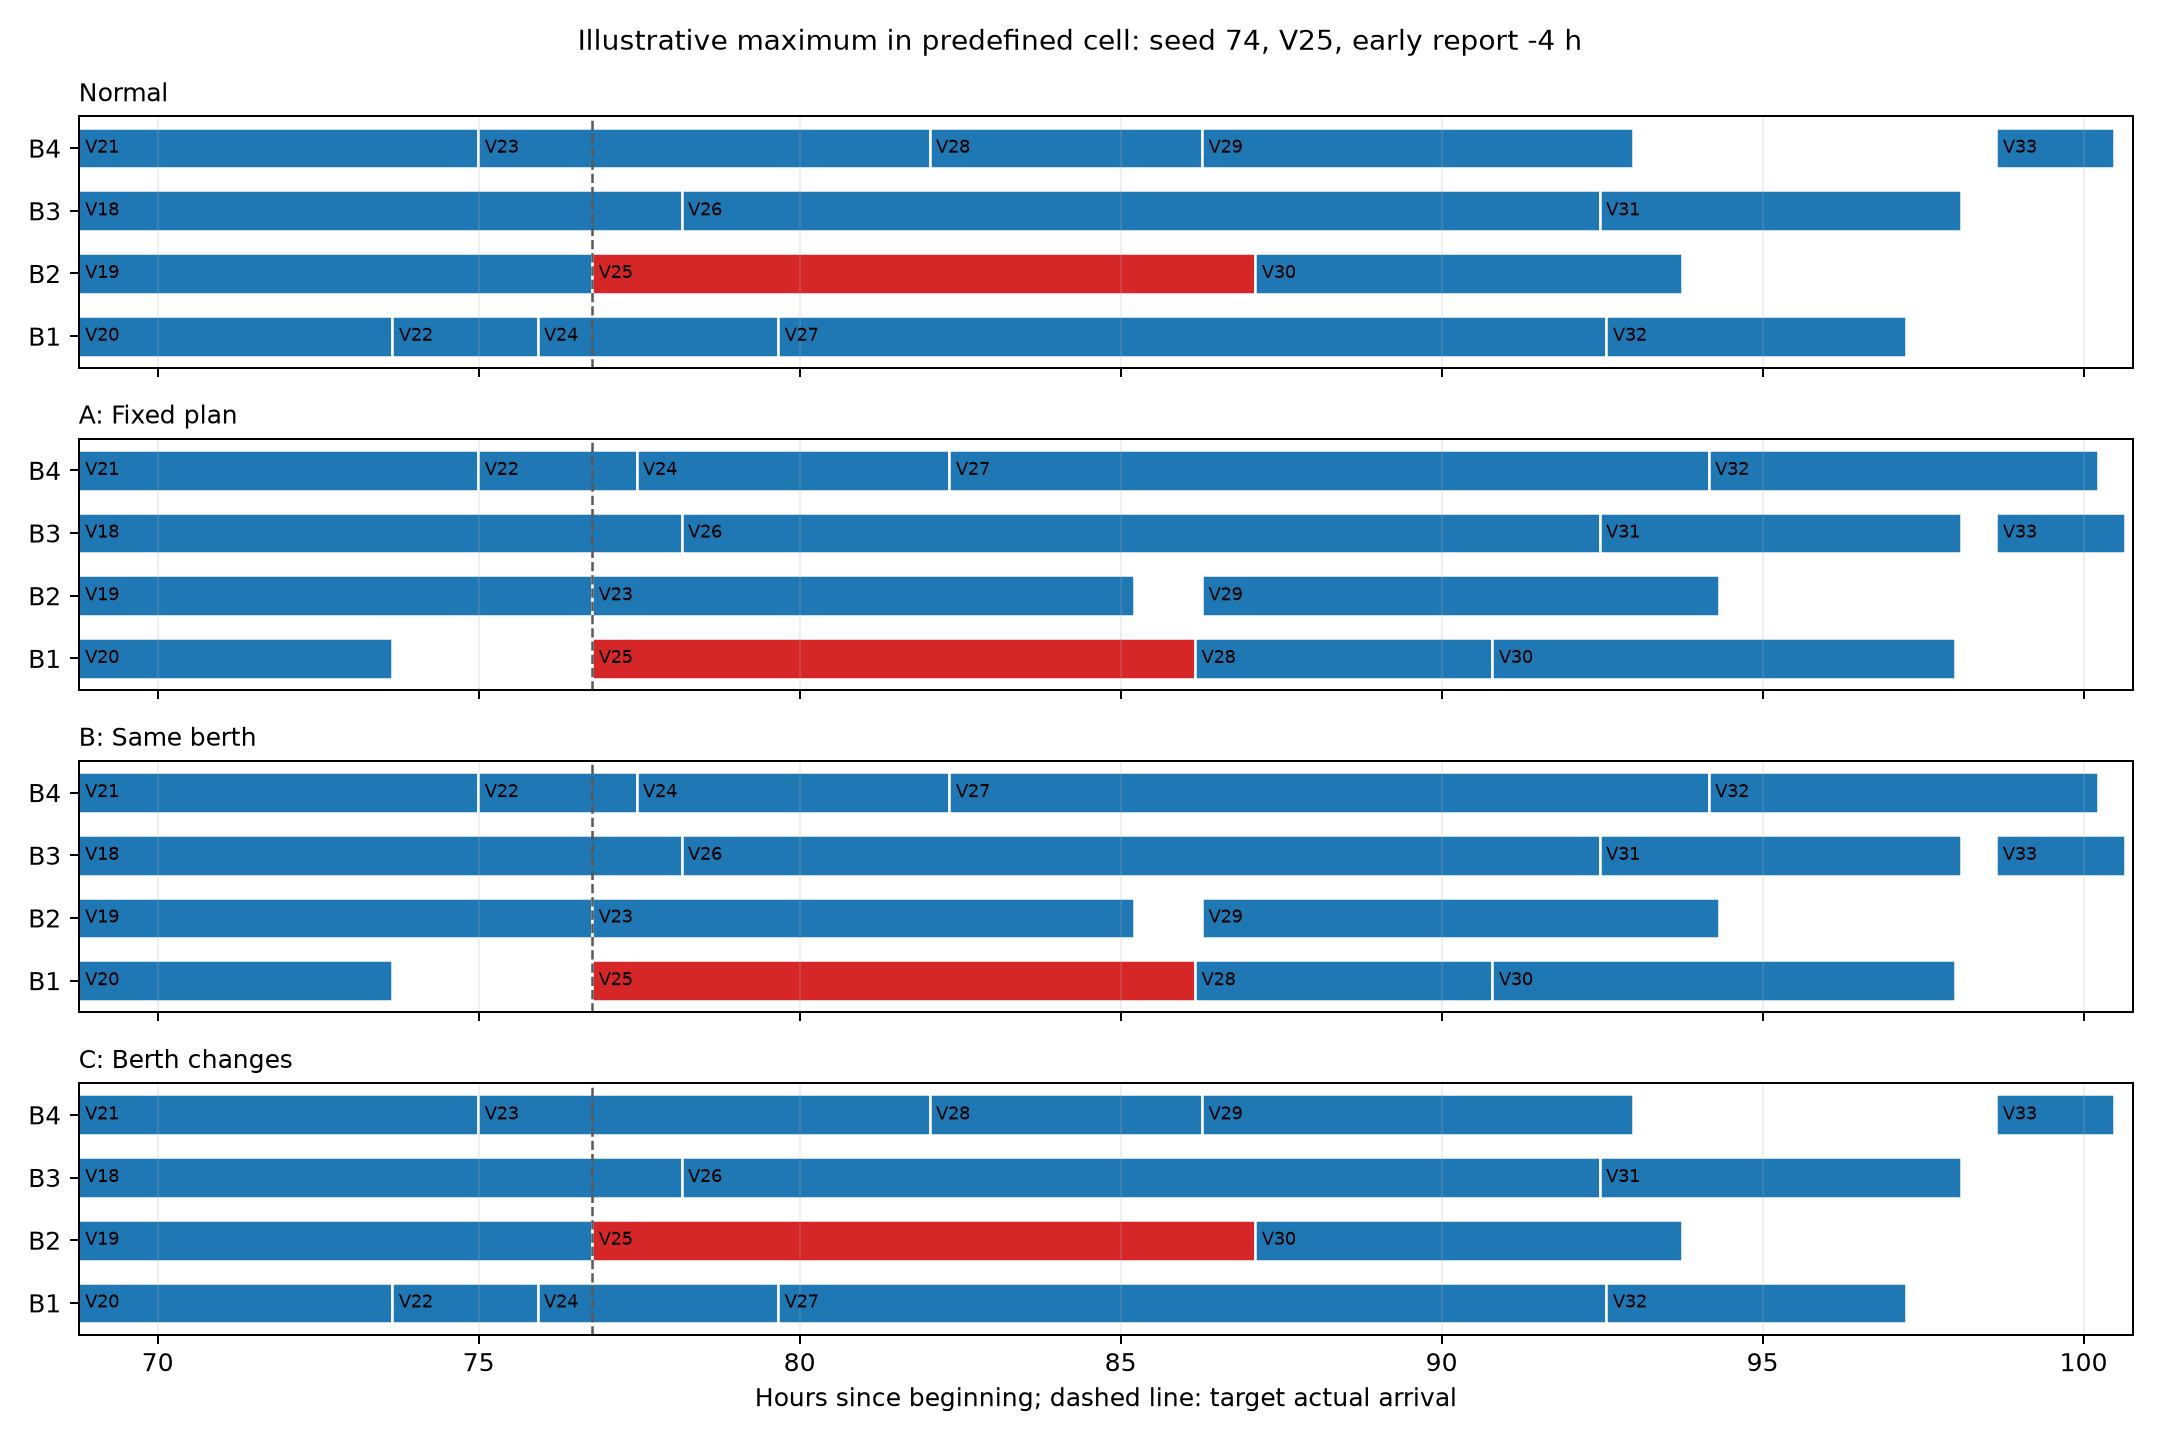 Illustrative maximum in predefined cell: seed 74, V25, early report -4 h
Normal
B4 V21 V23 V28 V29 V33
B3 V18 V26 V31
B2 V19 V25 V30
B1 V20 V22 V24 V27 V32
A: Fixed plan
B4 V21 V22 V24 V27 V32
B3 V18 V26 V31 V33
B2 V19 V23 V29
B1 V20 V25 V28 V30
B: Same berth
B4 V21 V22 V24 V27 V32
B3 V18 V26 V31 V33
B2 V19 V23 V29
B1 V20 V25 V28 V30
C: Berth changes
B4 V21 V23 V28 V29 V33
B3 V18 V26 V31
B2 V19 V25 V30
B1 V20 V22 V24 V27 V32
70 75 80 85 90 95 100
Hours since beginning; dashed line: target actual arrival